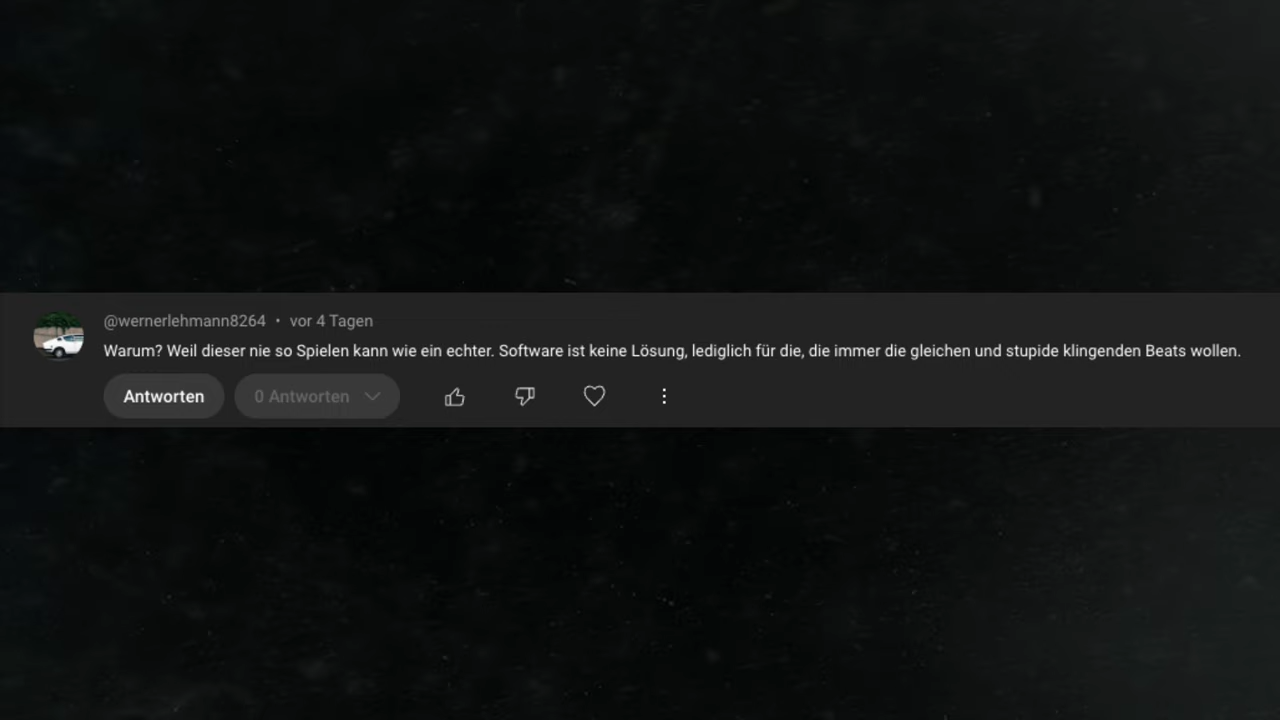 @wernerlehmann8264 • vor 4 Tagen
Warum? Weil dieser nie so Spielen kann wie ein echter. Software ist keine Lösung, lediglich für die, die immer die gleichen und stupide klingenden Beats wollen.
Antworten 0 Antworten